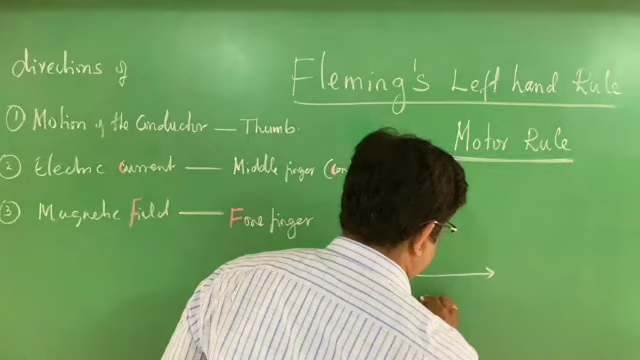 directions of
Fleming's Left hand Rule
Motor Rule
① Motion of the Conductor — Thumb.
② Electric Current — Middle finger (Cen
③ Magnetic Field — Fore finger